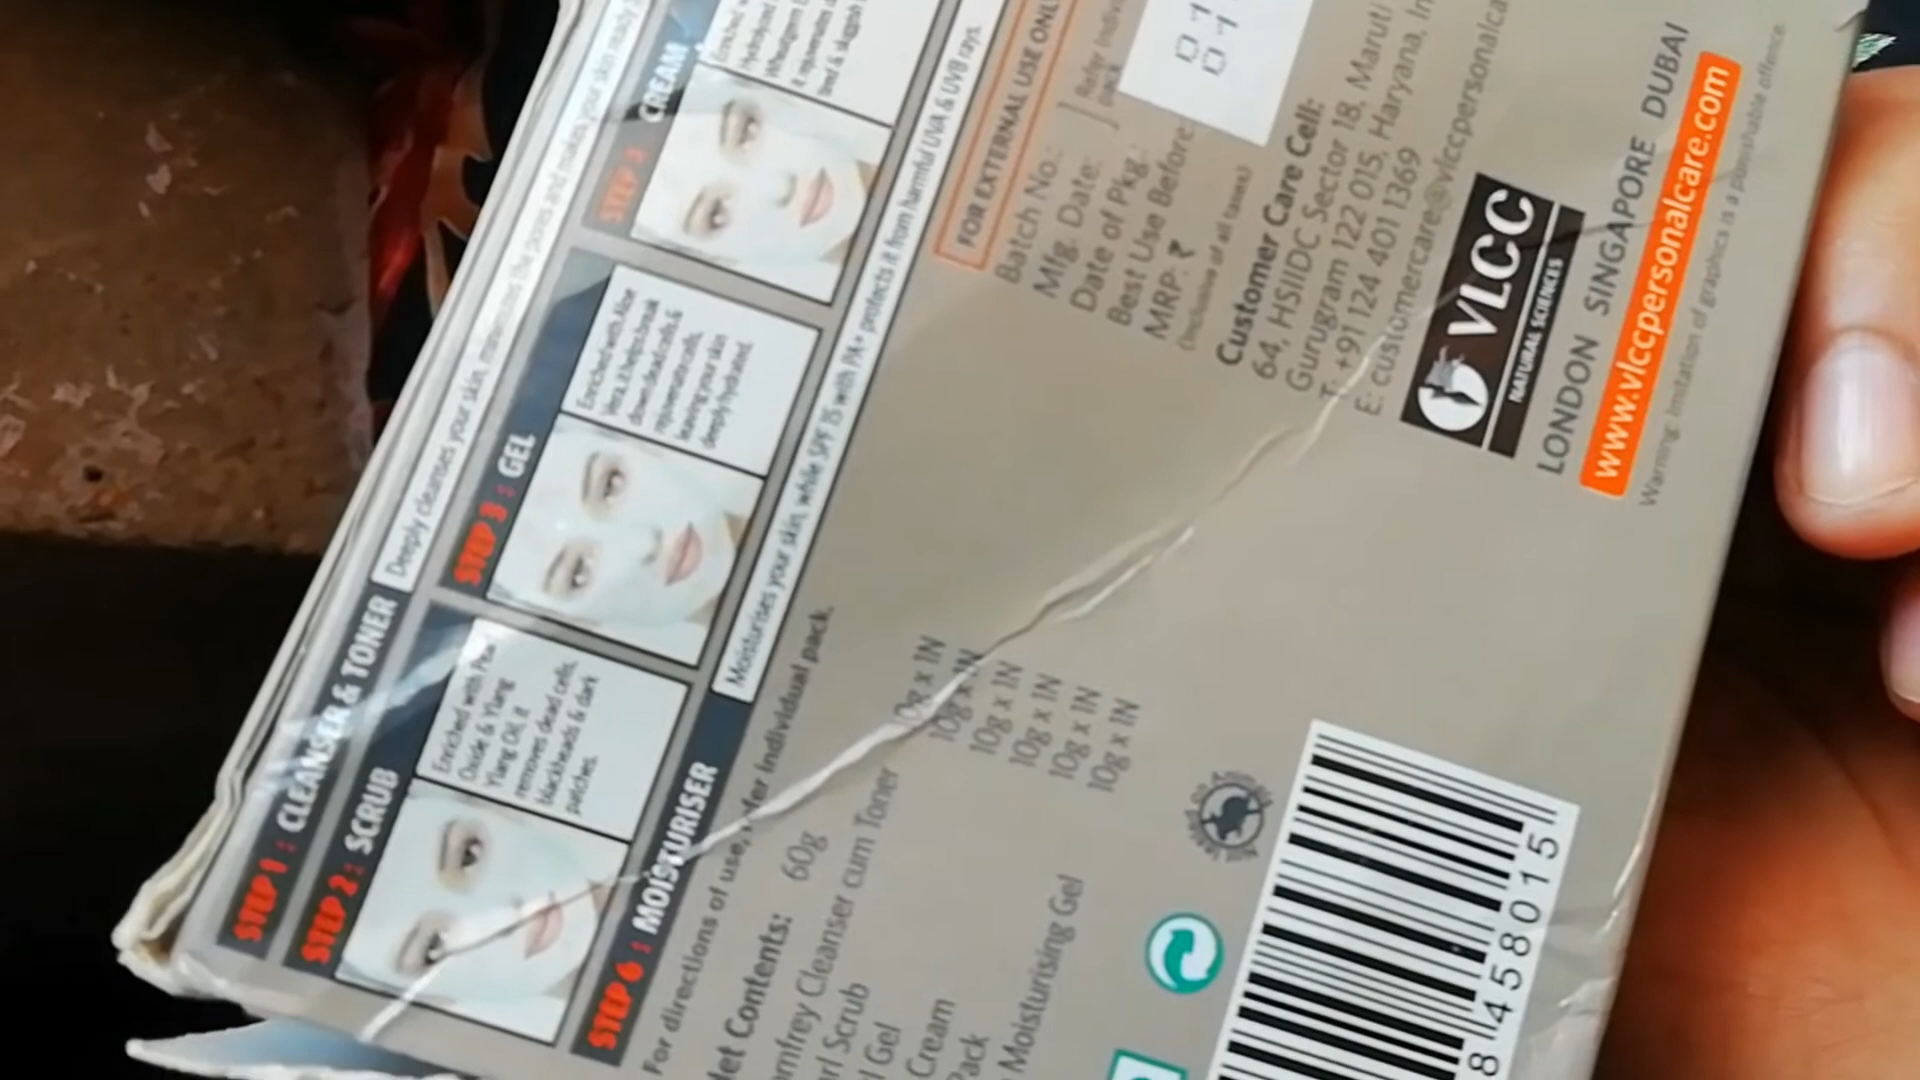 STEP 1 : CLEANSER & TONER
Deeply cleanses your skin, the pores and makes your skin ready
STEP 2 : SCRUB
Enriched with
Oxide & Ylang
Ylang Oil, it
removes dead cells,
blackheads & dark
patches.
STEP 3 : GEL
Enriched with Aloe
Vera, it helps break
down dead cells &
rejuvenate cells,
leaving your skin
deeply hydrated.
STEP 4 CREAM
Enriched
STEP 6 : MOISTURISER
Moisturises your skin, while SPF 15 with PA+ protects it from harmful UVA & UVB rays.
For directions of use, refer individual pack.
Net Contents: 60g
Cleanser cum Toner 10g x 1N
Scrub 10g x 1N
Gel 10g x 1N
Cream 10g x 1N
Pack 10g x 1N
Moisturising Gel 10g x 1N
FOR EXTERNAL USE ONLY
Batch No.:
Mfg. Date:
Date of Pkg.:
Best Use Before
MRP: ₹
(Inclusive of all taxes)
Customer Care Cell:
64, HSIIDC Sector 18, Maruti
Gurugram 122 015, Haryana,
T: +91 124 401 1369
E: customercare@vlccpersonalca
VLCC
NATURAL SCIENCES
LONDON SINGAPORE DUBAI
www.vlccpersonalcare.com
Warning: Imitation of graphics is a punishable offence
8 458015